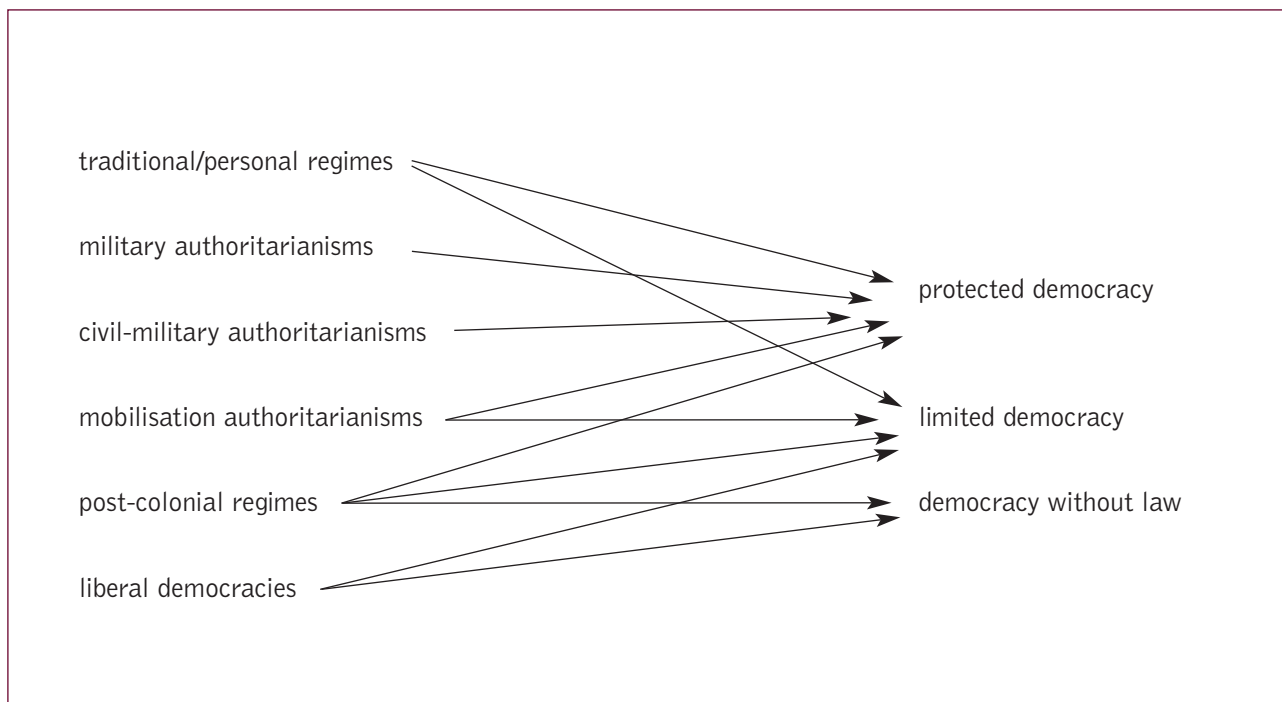 traditional/personal regimes
military authoritarianisms
civil-military authoritarianisms
mobilisation authoritarianisms
post-colonial regimes
liberal democracies
protected democracy
limited democracy
democracy without law